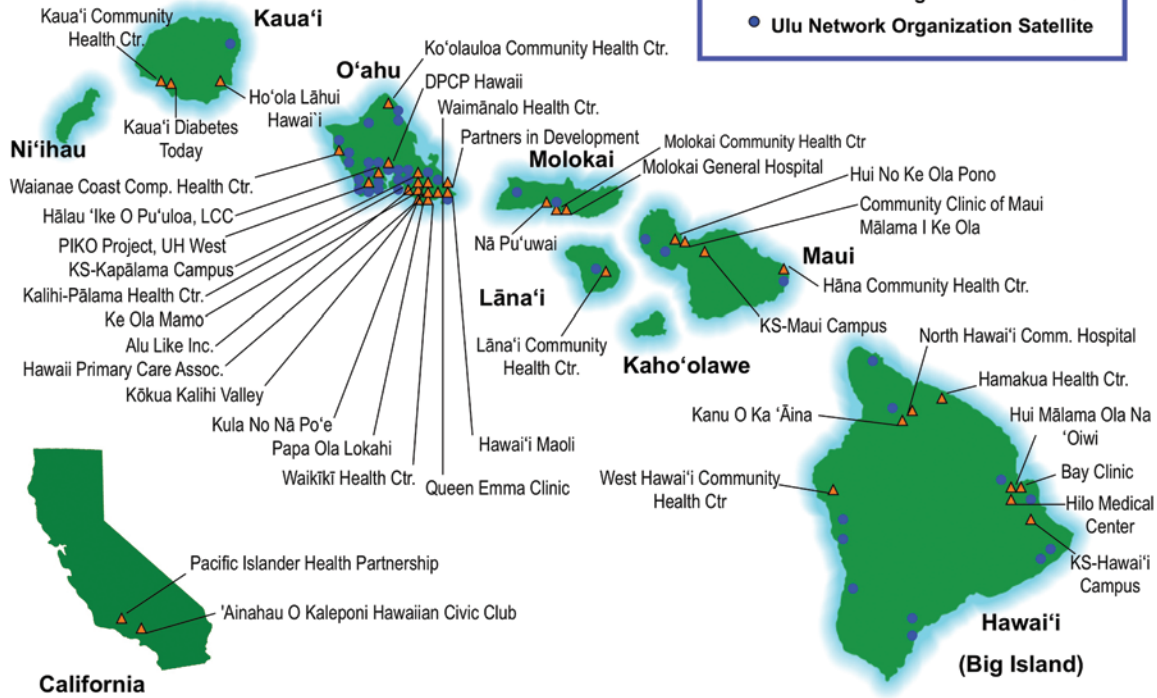 Ulu Network Organization Satellite
Kaua‘i Community
Health Ctr.
Kaua‘i
Ho‘ola Lāhui
Hawai`i
Kaua‘i Diabetes
Today
Ni‘ihau
O‘ahu
Ko‘olauloa Community Health Ctr.
DPCP Hawaii
Waimānalo Health Ctr.
Partners in Development
Waianae Coast Comp. Health Ctr.
Hālau ‘Ike O Pu‘uloa, LCC
PIKO Project, UH West
KS-Kapālama Campus
Kalihi-Pālama Health Ctr.
Ke Ola Mamo
Alu Like Inc.
Hawaii Primary Care Assoc.
Kōkua Kalihi Valley
Kula No Nā Po‘e
Papa Ola Lokahi
Waikīkī Health Ctr.
Queen Emma Clinic
Hawai‘i Maoli
Molokai
Molokai Community Health Ctr
Molokai General Hospital
Nā Pu‘uwai
Lāna‘i
Lāna‘i Community
Health Ctr.
Kaho‘olawe
Hui No Ke Ola Pono
Community Clinic of Maui
Mālama I Ke Ola
Maui
Hāna Community Health Ctr.
KS-Maui Campus
North Hawai‘i Comm. Hospital
Hamakua Health Ctr.
Kanu O Ka ‘Āina
Hui Mālama Ola Na
‘Oiwi
Bay Clinic
Hilo Medical
Center
West Hawai‘i Community
Health Ctr
KS-Hawai‘i
Campus
Hawai‘i
(Big Island)
Pacific Islander Health Partnership
'Ainahau O Kaleponi Hawaiian Civic Club
California